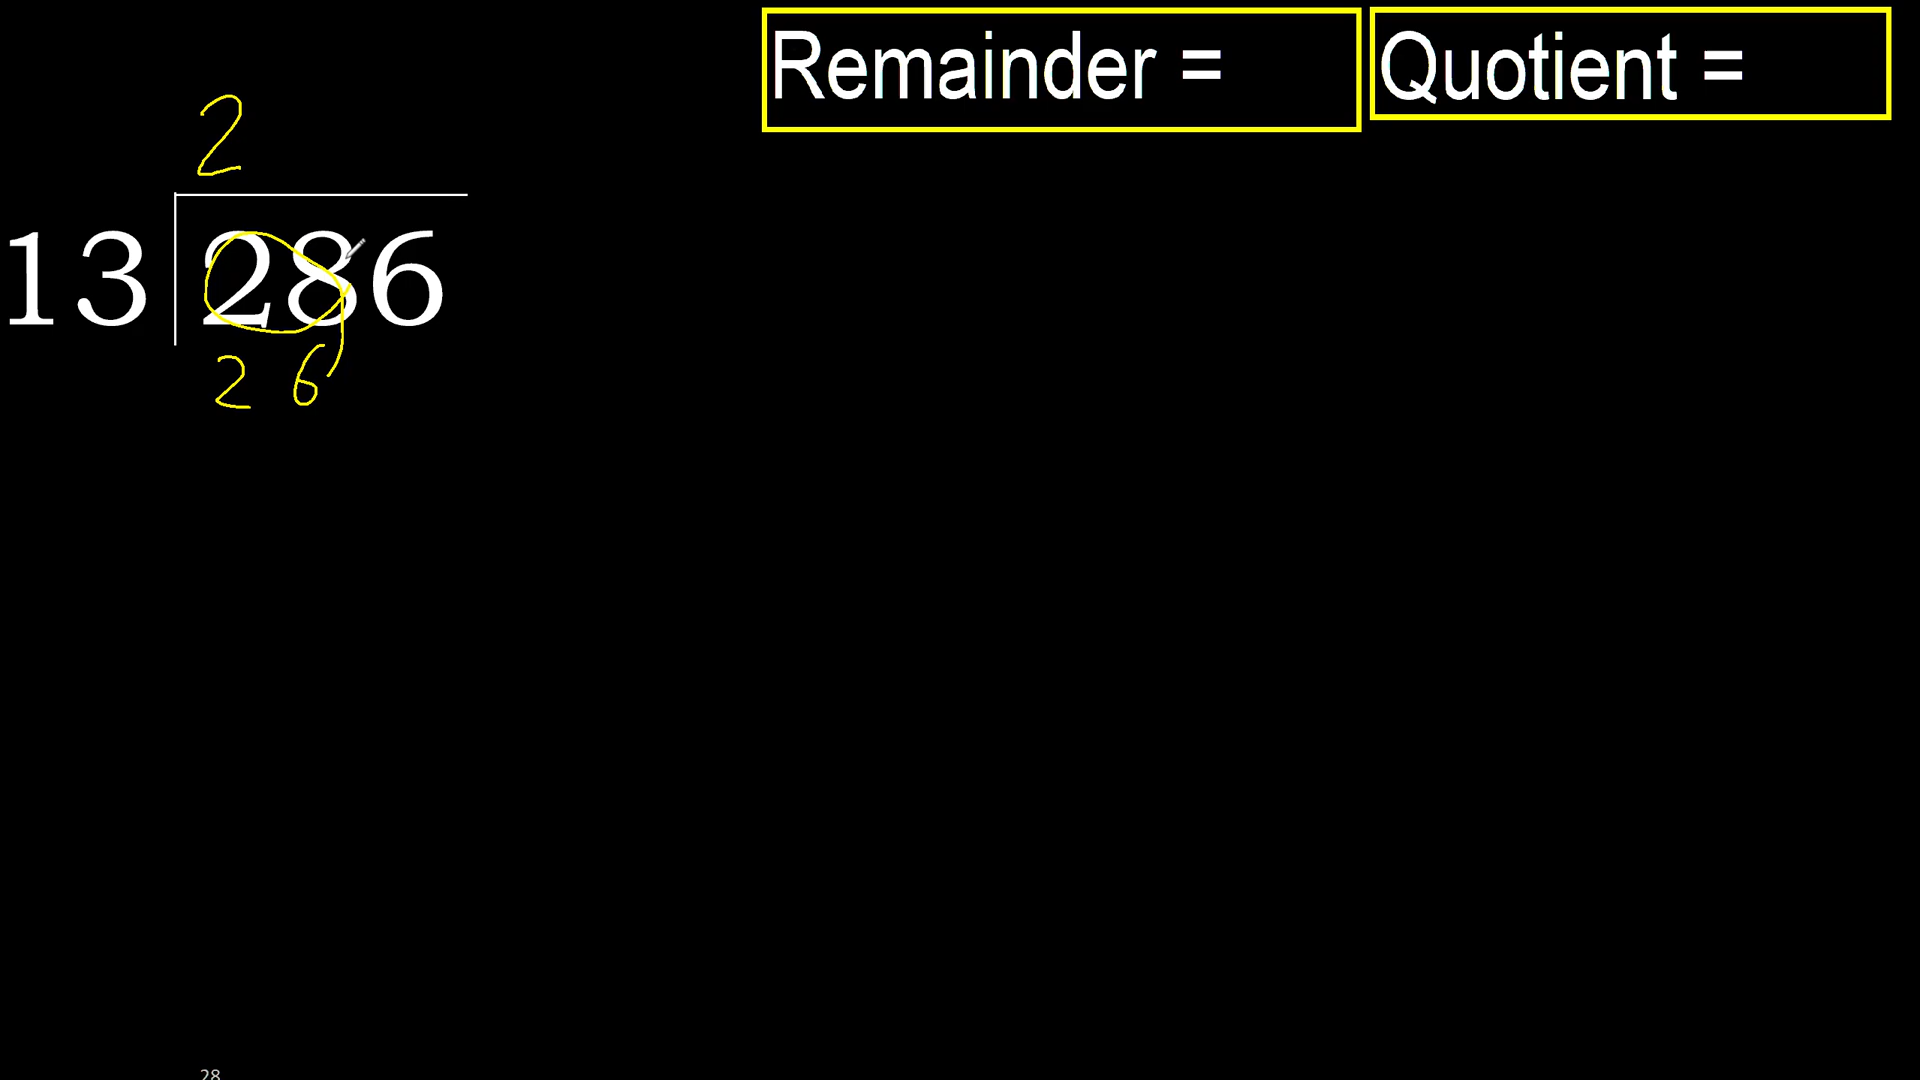 Remainder = Quotient =
2
13 286
26
28